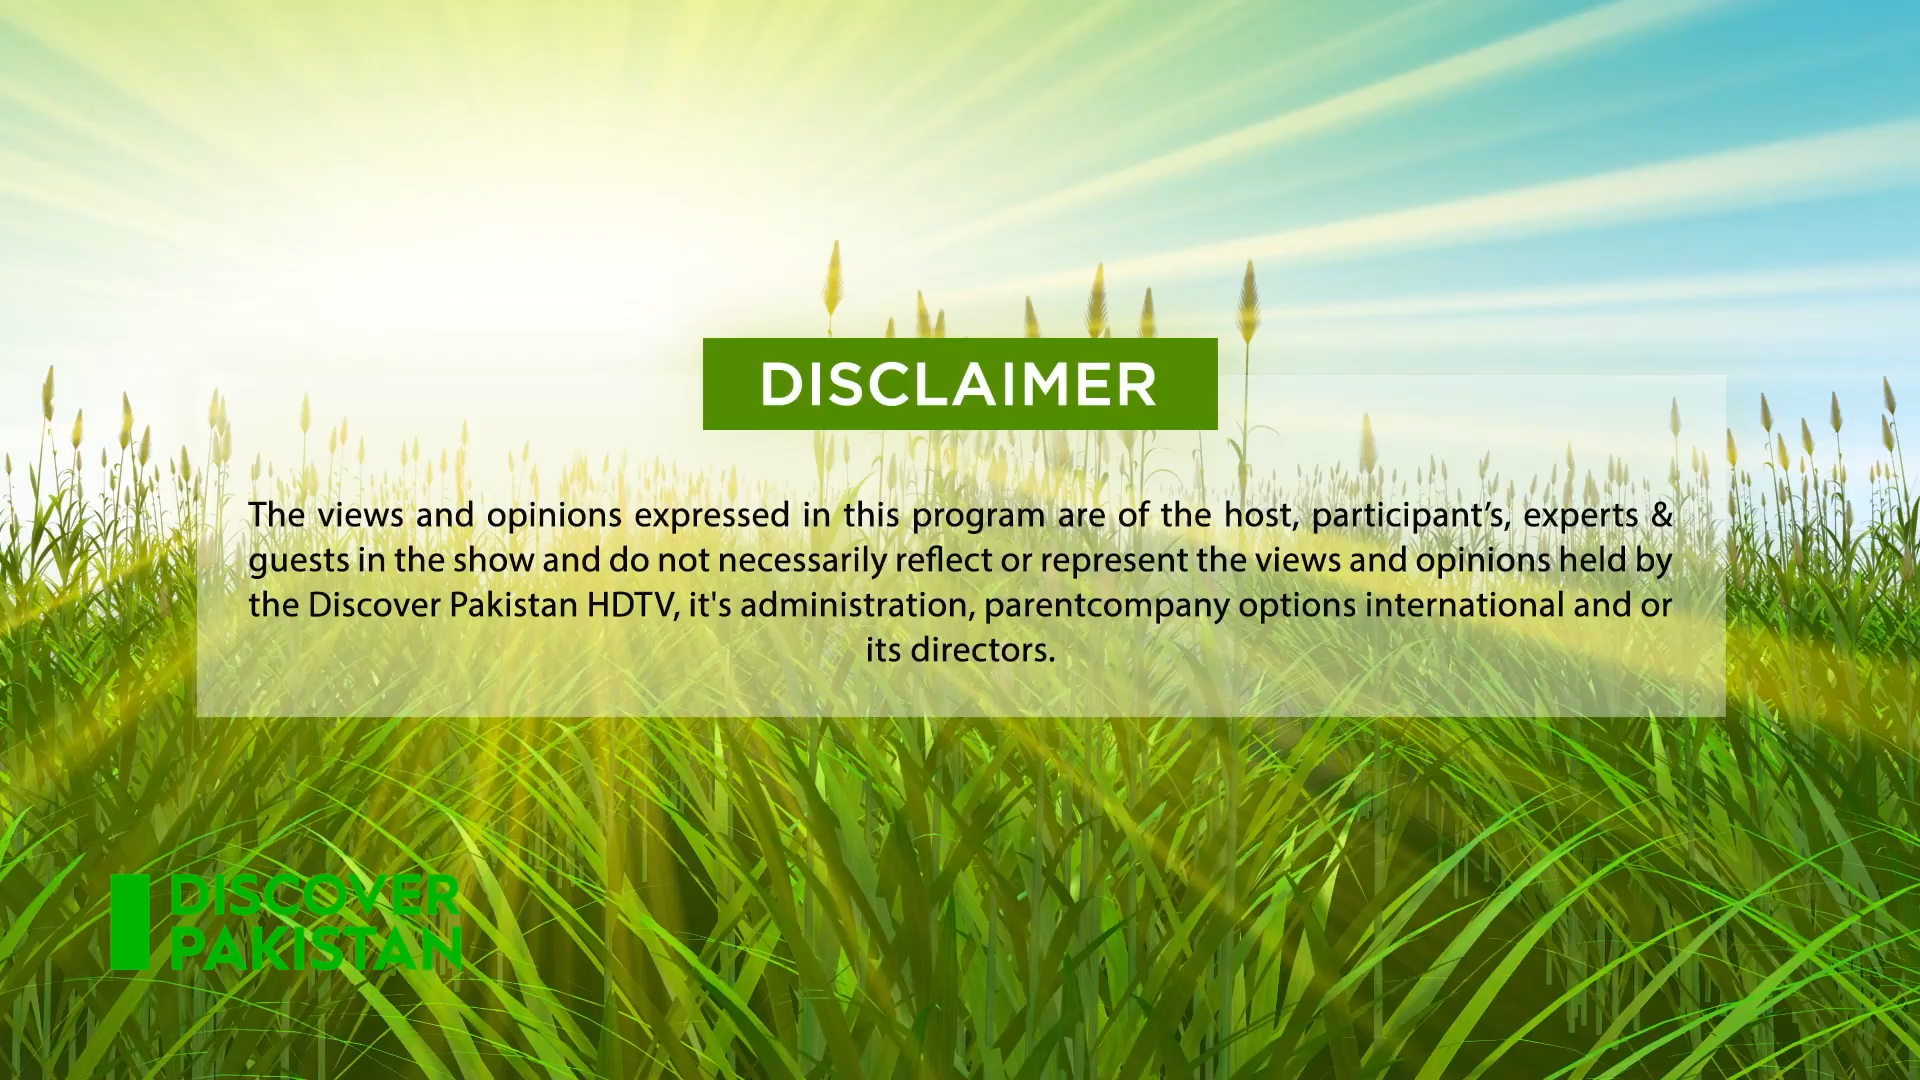 DISCLAIMER
The views and opinions expressed in this program are of the host, participant’s, experts &
guests in the show and do not necessarily reflect or represent the views and opinions held by
the Discover Pakistan HDTV, it's administration, parentcompany options international and or
its directors.
DISCOVER
PAKISTAN